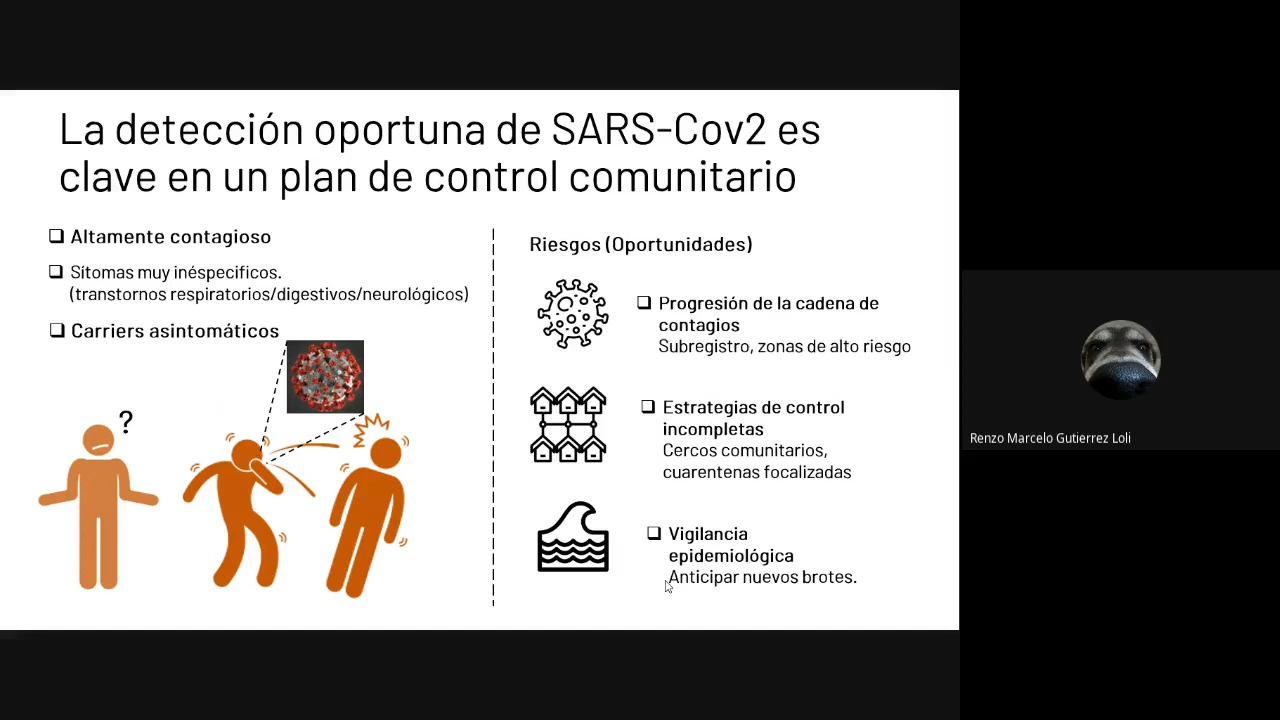 La detección oportuna de SARS-Cov2 es
clave en un plan de control comunitario
❑ Altamente contagioso
❑ Sítomas muy inéspecificos.
(transtornos respiratorios/digestivos/neurológicos)
❑ Carriers asintomáticos
?
Riesgos (Oportunidades)
❑ Progresión de la cadena de
contagios
Subregistro, zonas de alto riesgo
❑ Estrategias de control
incompletas
Cercos comunitarios,
cuarentenas focalizadas
❑ Vigilancia
epidemiológica
Anticipar nuevos brotes.
Renzo Marcelo Gutierrez Loli